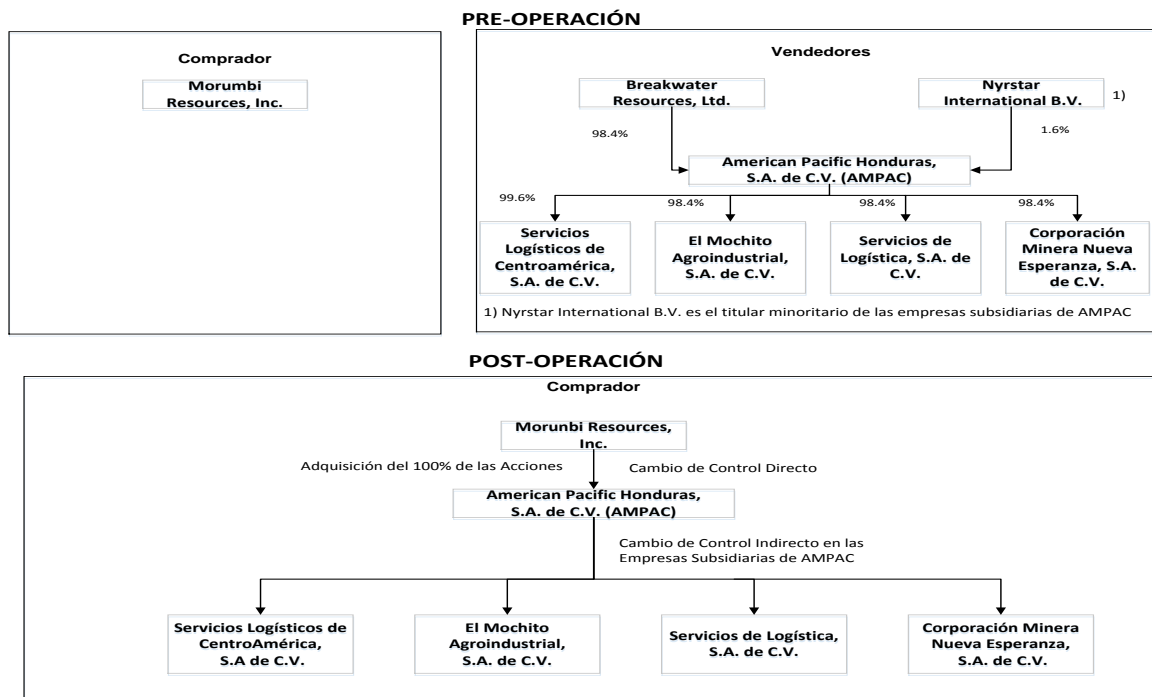 PRE-OPERACIÓN
Comprador
Morumbi
Resources, Inc.
Vendedores
Breakwater
Resources, Ltd.
Nyrstar
International B.V.
1)
98.4%
1.6%
American Pacific Honduras,
S.A. de C.V. (AMPAC)
99.6%
98.4%
98.4%
98.4%
Servicios
Logísticos de
Centroamérica,
S.A. de C.V.
El Mochito
Agroindustrial,
S.A. de C.V.
Servicios de
Logística, S.A. de
C.V.
Corporación
Minera Nueva
Esperanza, S.A.
de C.V.
1) Nyrstar International B.V. es el titular minoritario de las empresas subsidiarias de AMPAC
POST-OPERACIÓN
Comprador
Morunbi Resources,
Inc.
Adquisición del 100% de las Acciones
Cambio de Control Directo
American Pacific Honduras,
S.A. de C.V. (AMPAC)
Cambio de Control Indirecto en las
Empresas Subsidiarias de AMPAC
Servicios Logísticos de
CentroAmérica,
S.A de C.V.
El Mochito
Agroindustrial,
S.A. de C.V.
Servicios de Logística,
S.A. de C.V.
Corporación Minera
Nueva Esperanza,
S.A. de C.V.